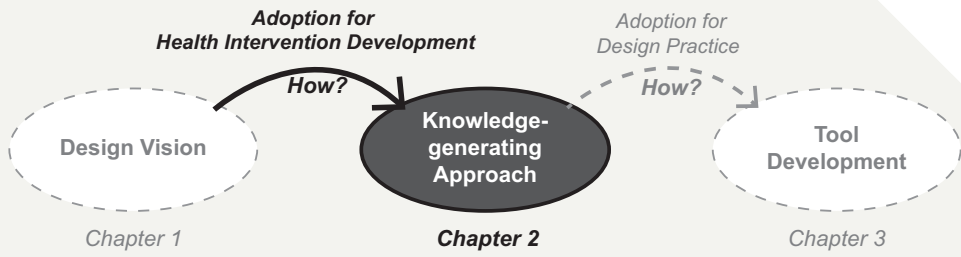 Adoption for
Health Intervention Development
How?
Adoption for
Design Practice
How?
Design Vision
Knowledge-
generating
Approach
Tool
Development
Chapter 1
Chapter 2
Chapter 3